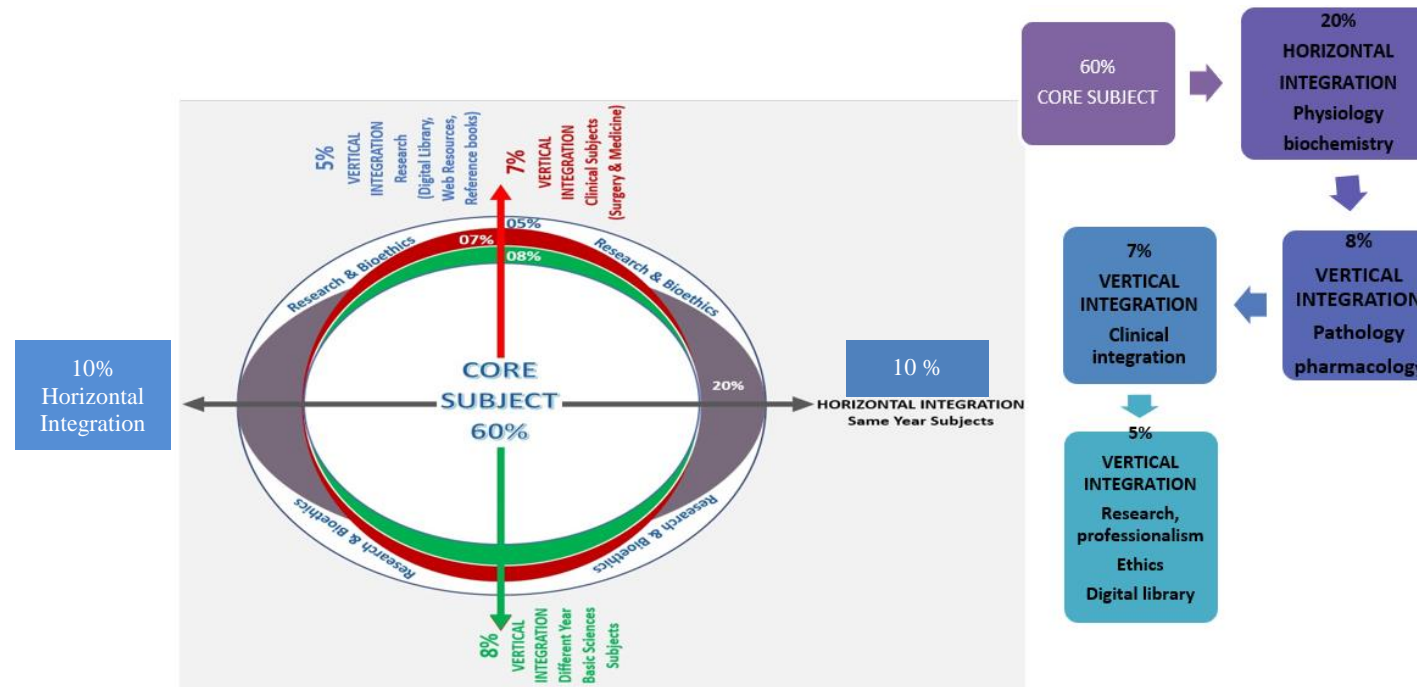 10%
Horizontal
Integration
5%
VERTICAL
INTEGRATION
Research
(Digital Library,
Web Resources,
Reference books)
7%
VERTICAL
INTEGRATION
Clinical Subjects
(Surgery & Medicine)
05%
07%
08%
Research & Bioethics
Research & Bioethics
CORE
SUBJECT
60%
20%
10 %
HORIZONTAL INTEGRATION
Same Year Subjects
Research & Bioethics
Research & Bioethics
8%
VERTICAL
INTEGRATION
Different Year
Basic Sciences
Subjects
60%
CORE SUBJECT
20%
HORIZONTAL
INTEGRATION
Physiology
biochemistry
8%
VERTICAL
INTEGRATION
Pathology
pharmacology
7%
VERTICAL
INTEGRATION
Clinical
integration
5%
VERTICAL
INTEGRATION
Research,
professionalism
Ethics
Digital library